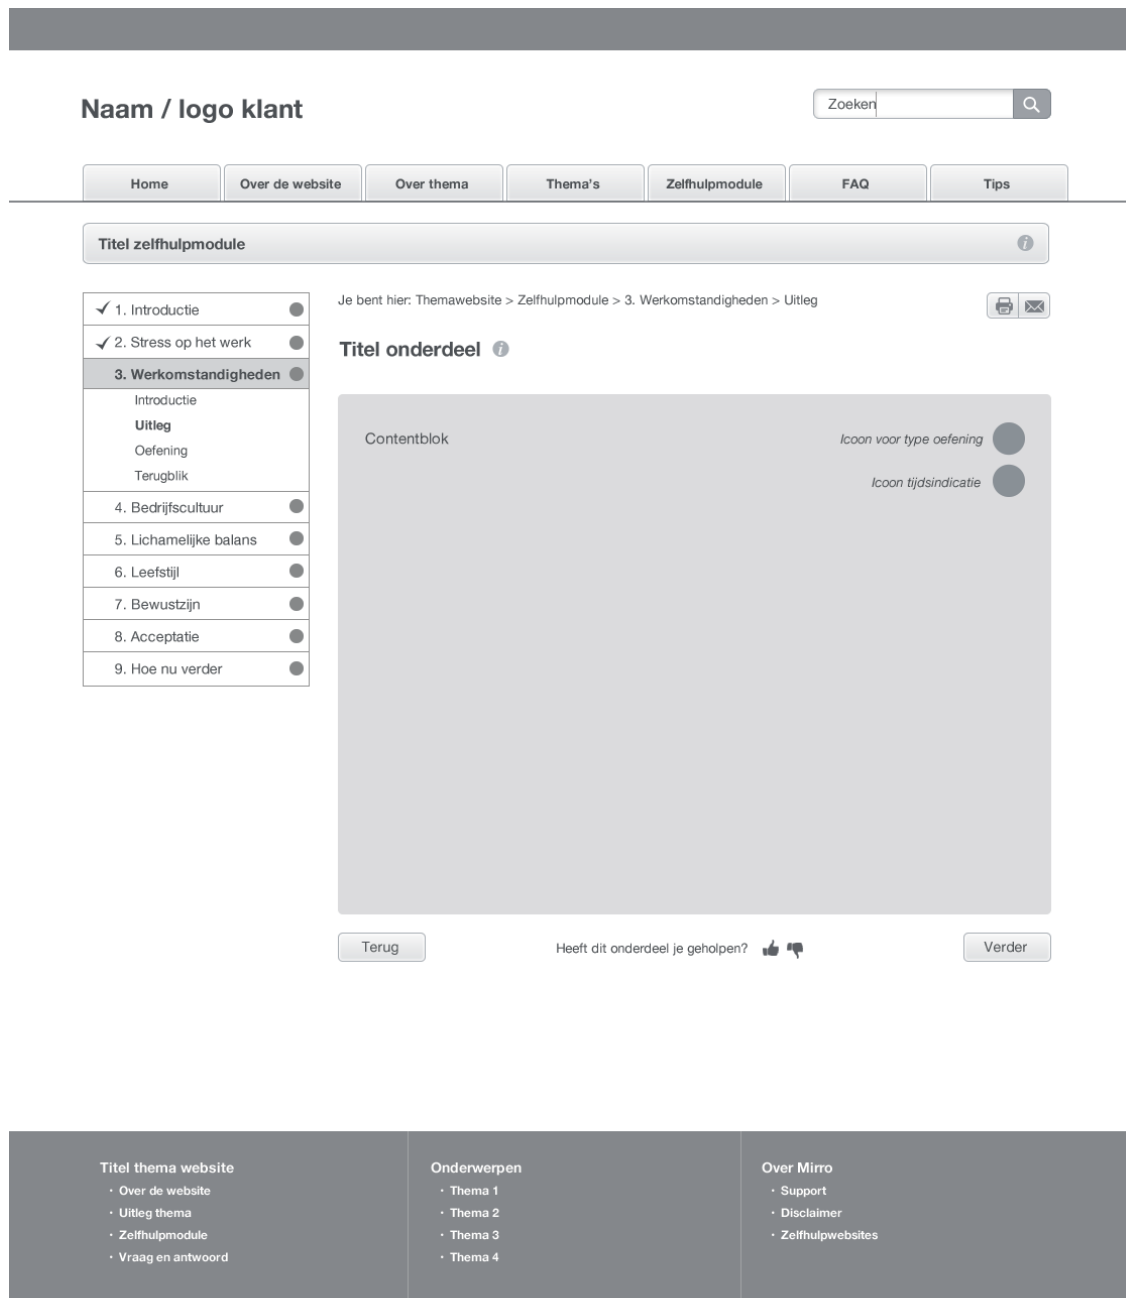 Naam / logo klant
Zoeken
Home
Over de website
Over thema
Thema's
Zelfhulpmodule
FAQ
Tips
Titel zelfhulpmodule
1. Introductie
2. Stress op het werk
3. Werkomstandigheden
Introductie
Uitleg
Oefening
Terugblik
4. Bedrijfscultuur
5. Lichamelijke balans
6. Leefstijl
7. Bewustzijn
8. Acceptatie
9. Hoe nu verder
Je bent hier: Themawebsite > Zelfhulpmodule > 3. Werkomstandigheden > Uitleg
Titel onderdeel
Contentblok
Icoon voor type oefening
Icoon tijdsindicatie
Terug
Heeft dit onderdeel je geholpen?
Verder
Titel thema website
· Over de website
· Uitleg thema
· Zelfhulpmodule
· Vraag en antwoord
Onderwerpen
· Thema 1
· Thema 2
· Thema 3
· Thema 4
Over Mirro
· Support
· Disclaimer
· Zelfhulpwebsites